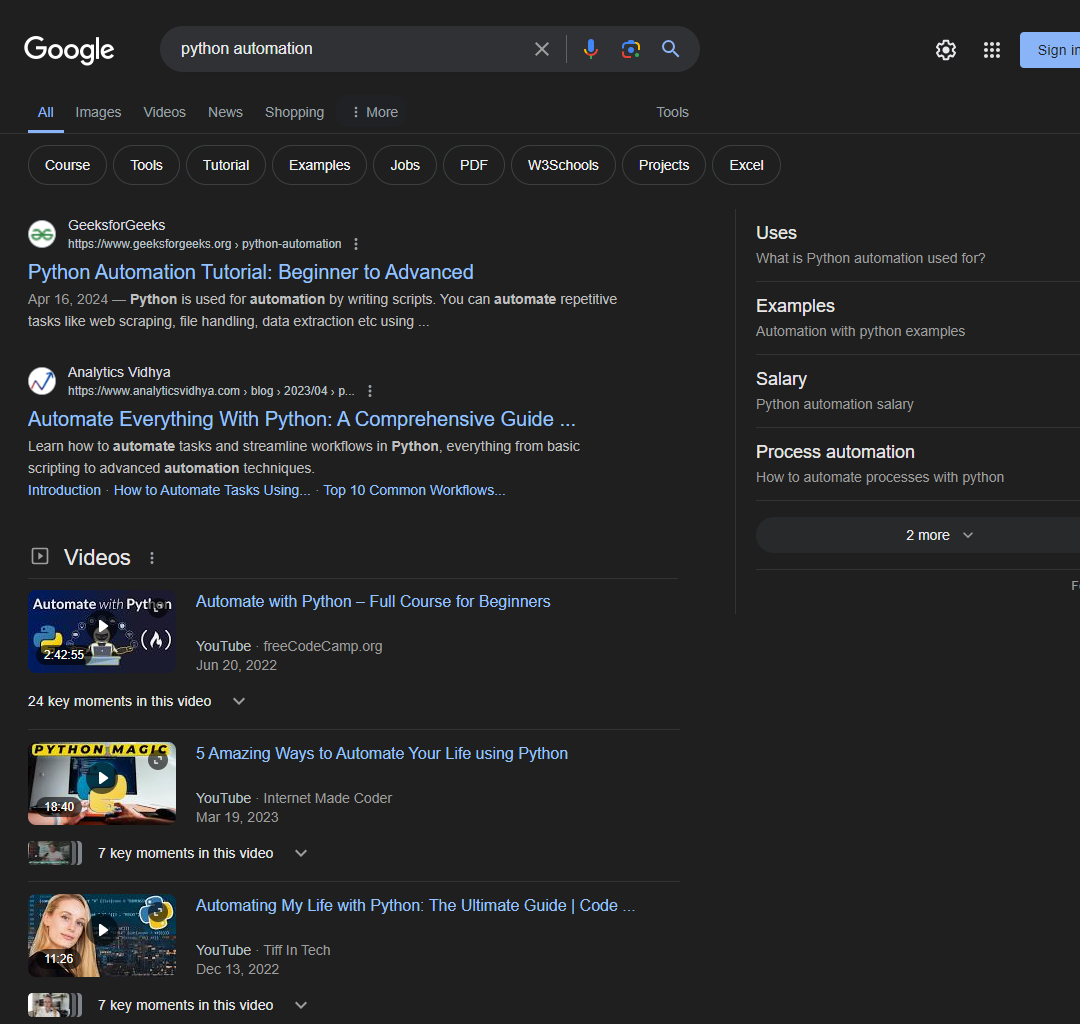 Google
python automation
Sign in
All Images Videos News Shopping More Tools
Course Tools Tutorial Examples Jobs PDF W3Schools Projects Excel
GeeksforGeeks
https://www.geeksforgeeks.org › python-automation
Python Automation Tutorial: Beginner to Advanced
Apr 16, 2024 — Python is used for automation by writing scripts. You can automate repetitive
tasks like web scraping, file handling, data extraction etc using ...
Analytics Vidhya
https://www.analyticsvidhya.com › blog › 2023/04 › p...
Automate Everything With Python: A Comprehensive Guide ...
Learn how to automate tasks and streamline workflows in Python, everything from basic
scripting to advanced automation techniques.
Introduction · How to Automate Tasks Using... · Top 10 Common Workflows...
Videos
Automate with Python
2:42:55
Automate with Python – Full Course for Beginners
YouTube · freeCodeCamp.org
Jun 20, 2022
24 key moments in this video
PYTHON MAGIC
18:40
5 Amazing Ways to Automate Your Life using Python
YouTube · Internet Made Coder
Mar 19, 2023
7 key moments in this video
11:26
Automating My Life with Python: The Ultimate Guide | Code ...
YouTube · Tiff In Tech
Dec 13, 2022
7 key moments in this video
Uses
What is Python automation used for?
Examples
Automation with python examples
Salary
Python automation salary
Process automation
How to automate processes with python
2 more